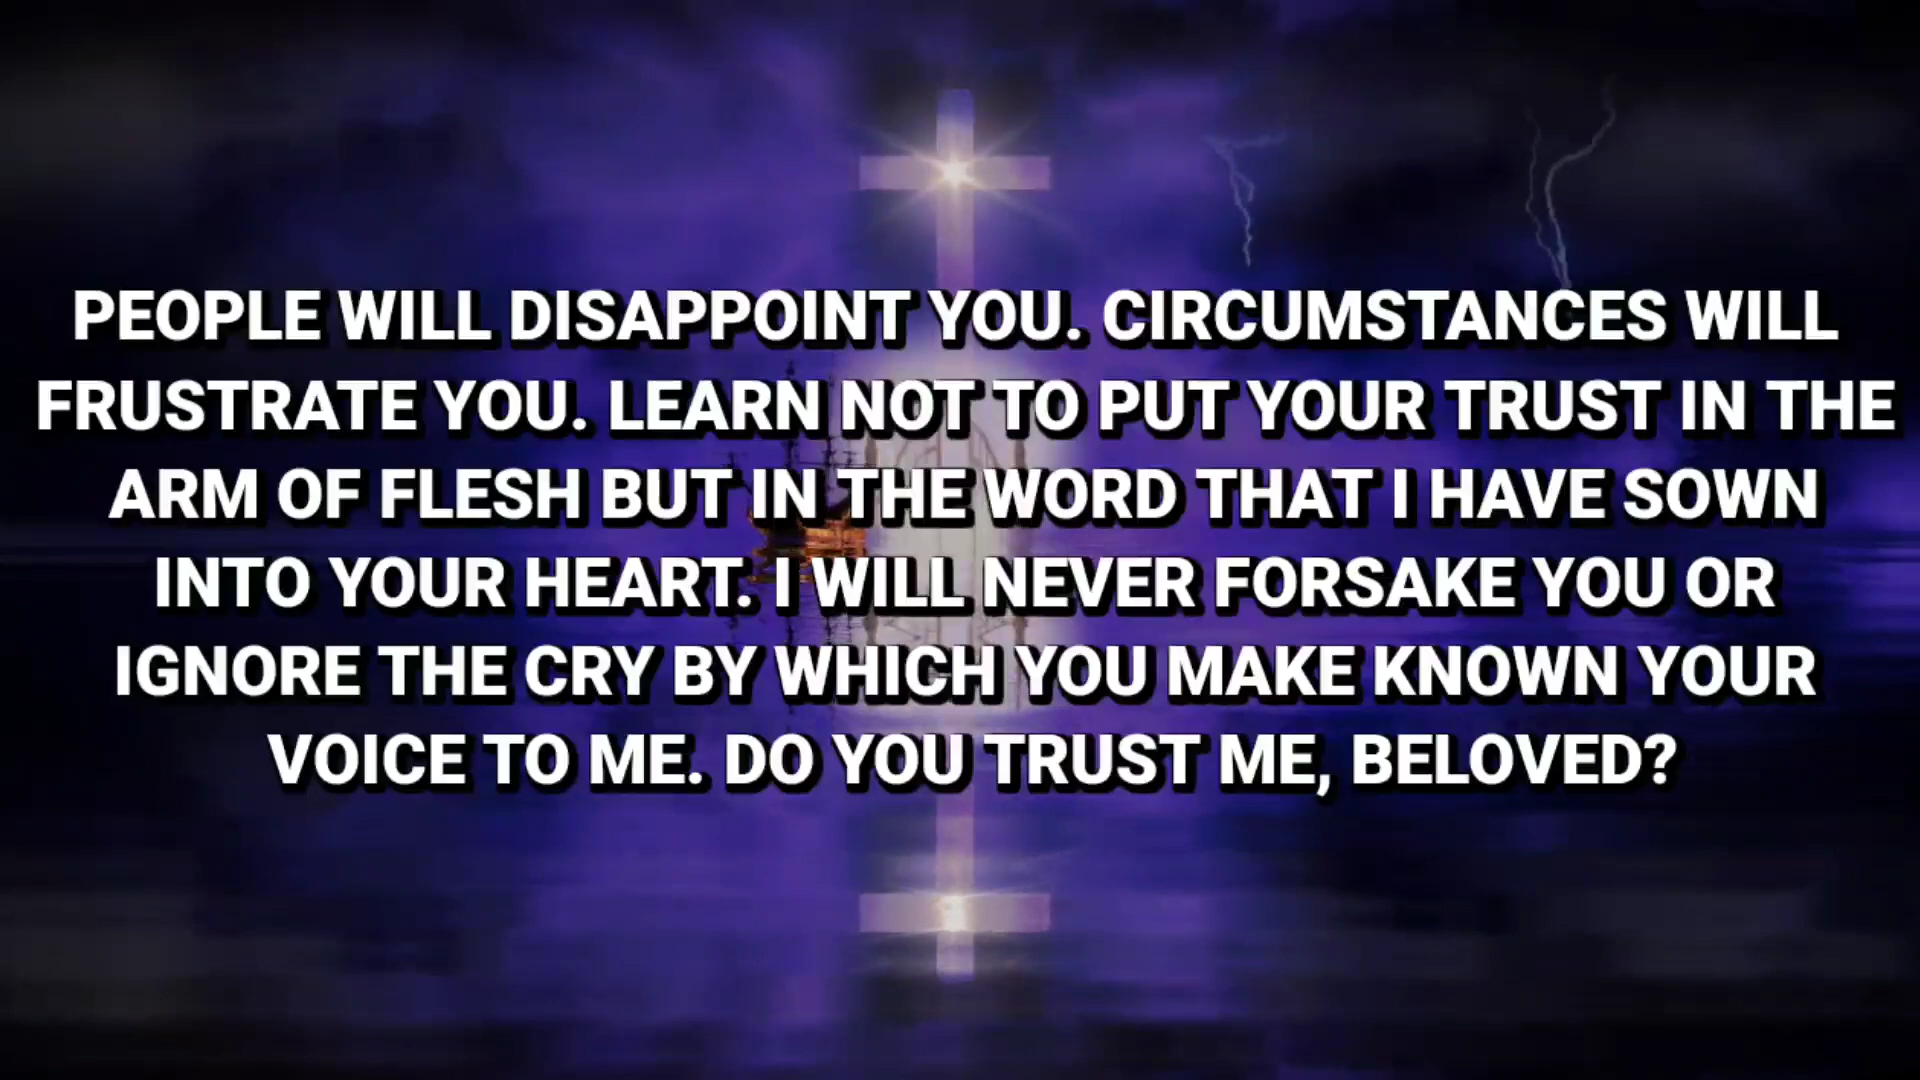 PEOPLE WILL DISAPPOINT YOU. CIRCUMSTANCES WILL
FRUSTRATE YOU. LEARN NOT TO PUT YOUR TRUST IN THE
ARM OF FLESH BUT IN THE WORD THAT I HAVE SOWN
INTO YOUR HEART. I WILL NEVER FORSAKE YOU OR
IGNORE THE CRY BY WHICH YOU MAKE KNOWN YOUR
VOICE TO ME. DO YOU TRUST ME, BELOVED?